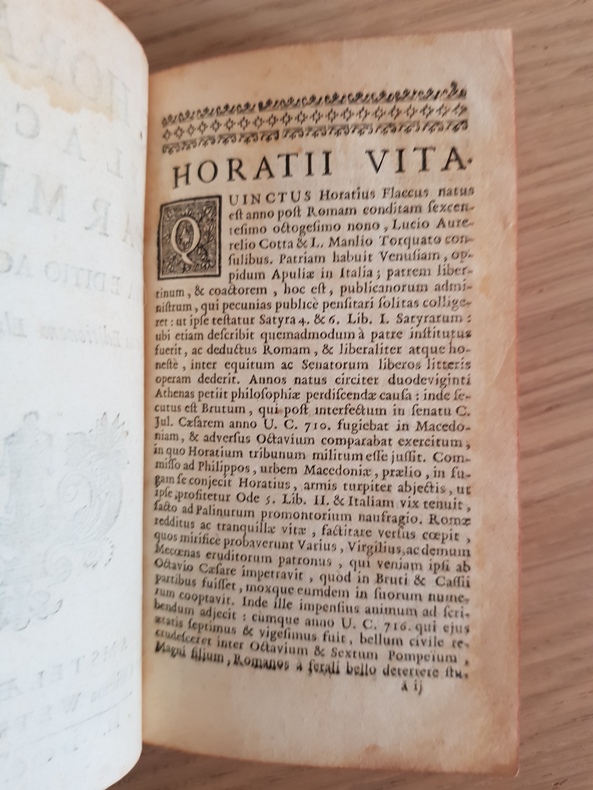 HORATII VITA.
QUINCTUS Horatius Flaccus natus
est anno post Romam conditam sexcen-
tesimo octogesimo nono, Lucio Aure-
relio Cotta & L. Manlio Torquato con-
sulibus. Patriam habuit Venusiam, op-
pidum Apuliæ in Italia; patrem liber-
tinum, & coactorem, hoc est, publicanorum admi-
nistrum, qui pecunias publicè pensitari solitas collige-
ret: ut ipse testatur Satyra 4. & 6. Lib. I. Satyrarum:
ubi etiam describit quemadmodum à patre institutus
fuerit, ac deductus Romam, & liberaliter atque ho-
nestè, inter equitum ac Senatorum liberos litteris
operam dederit. Annos natus circiter duodeviginti
Athenas petiit philosophiæ perdiscendæ causa: inde se-
cutus est Brutum, qui post interfectum in senatu C.
Jul. Cæsarem anno U. C. 710. fugiebat in Macedo-
niam, & adversus Octavium comparabat exercitum,
in quo Horatium tribunum militum esse jussit. Com-
misso ad Philippos, urbem Macedoniæ, prælio, in fu-
gam se conjecit Horatius, armis turpiter abjectis, ut
ipse profitetur Ode 5. Lib. II. & Italiam vix tenuit,
facto ad Palinurum promontorium naufragio. Romæ
redditus ac tranquillæ vitæ, factitare versus cœpit,
quos mirificè probaverunt Varius, Virgilius, ac demum
Mecœnas eruditorum patronus, qui veniam ipsi ab
Octavio Cæsare impetravit, quòd in Bruti & Cassii
partibus fuisset, moxque eumdem in suorum nume-
rum cooptavit. Inde ille impensius animum ad scri-
bendum adjecit: cùmque anno U. C. 716. qui ejus
ætatis septimus & vigesimus fuit, bellum civile re-
crudesceret inter Octavium & Sextum Pompeium,
Magni filium, Romanos à ferali bello deterrere stu-
à ij